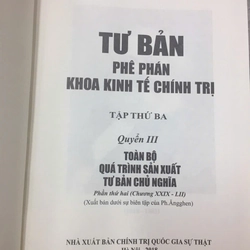 TƯ BẢN
PHÊ PHÁN
KHOA KINH TẾ CHÍNH TRỊ
TẬP THỨ BA
Quyển III
TOÀN BỘ
QUÁ TRÌNH SẢN XUẤT
TƯ BẢN CHỦ NGHĨA
Phần thứ hai (Chương XXIX-LII)
(Xuất bản dưới sự biên tập của Ph.Ăngghen)
NHÀ XUẤT BẢN CHÍNH TRỊ QUỐC GIA SỰ THẬT
Hà Nội